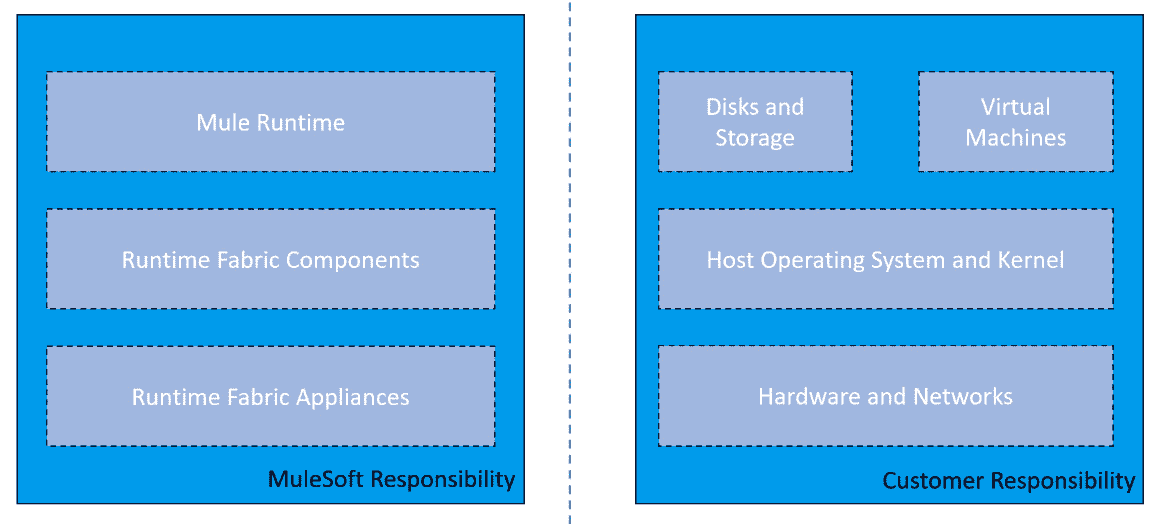 Mule Runtime
Runtime Fabric Components
Runtime Fabric Appliances
MuleSoft Responsibility
Disks and
Storage
Virtual
Machines
Host Operating System and Kernel
Hardware and Networks
Customer Responsibility